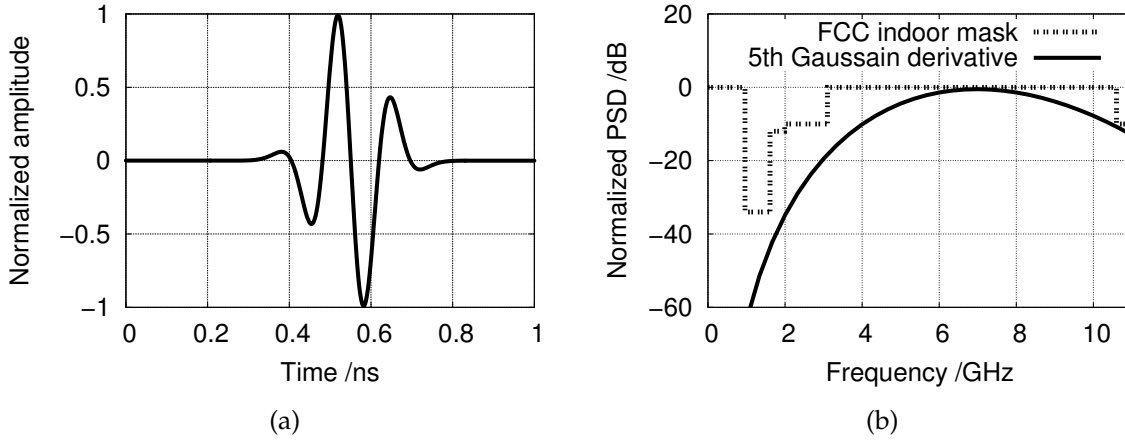 Normalized amplitude
1
0.5
0
−0.5
−1
0 0.2 0.4 0.6 0.8 1
Time /ns
(a)
Normalized PSD /dB
20
0
−20
−40
−60
FCC indoor mask
5th Gaussain derivative
0 2 4 6 8 10
Frequency /GHz
(b)